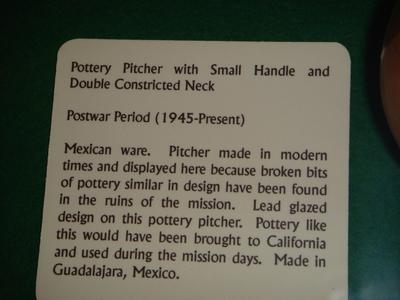 Pottery Pitcher with Small Handle and
Double Constricted Neck
Postwar Period (1945-Present)
Mexican ware. Pitcher made in modern
times and displayed here because broken bits
of pottery similar in design have been found
in the ruins of the mission. Lead glazed
design on this pottery pitcher. Pottery like
this would have been brought to California
and used during the mission days. Made in
Guadalajara, Mexico.